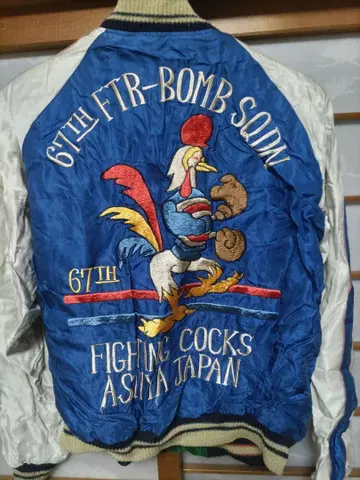 67TH FTR-BOMB SQDN
67TH
FIGHTING COCKS
ASHIYA JAPAN